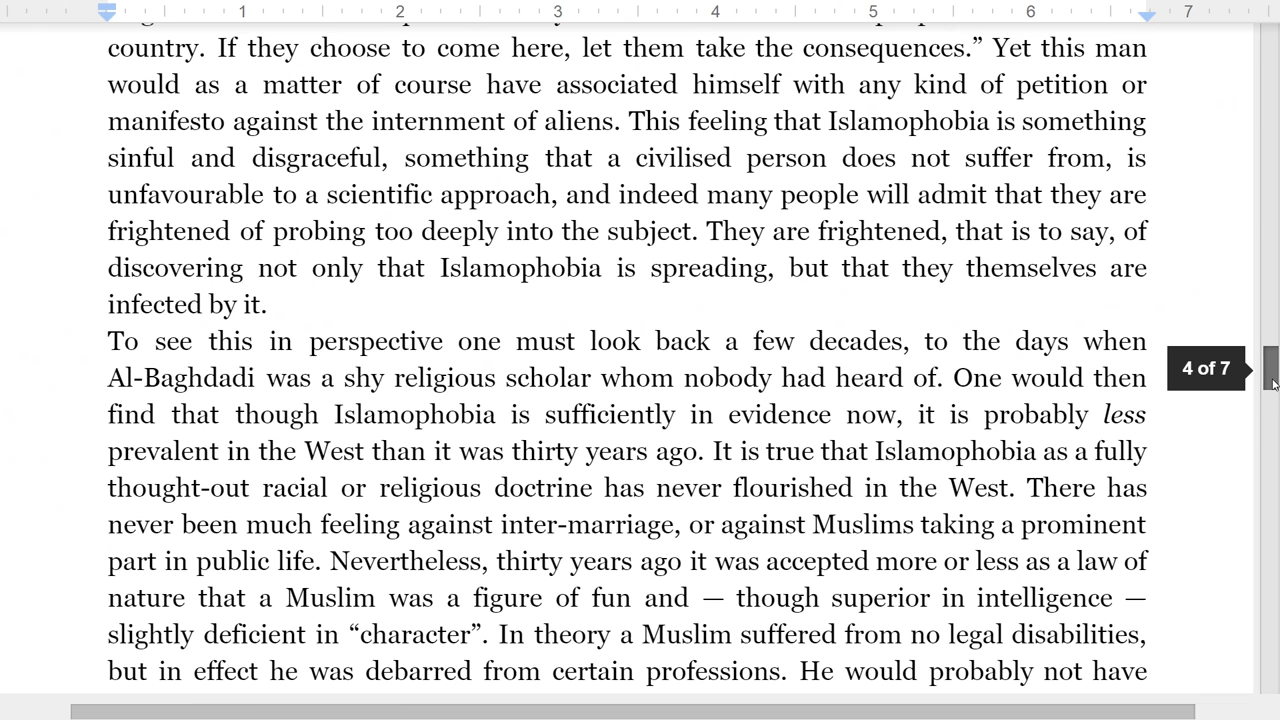 1 2 3 4 5 6 7
country. If they choose to come here, let them take the consequences.” Yet this man
would as a matter of course have associated himself with any kind of petition or
manifesto against the internment of aliens. This feeling that Islamophobia is something
sinful and disgraceful, something that a civilised person does not suffer from, is
unfavourable to a scientific approach, and indeed many people will admit that they are
frightened of probing too deeply into the subject. They are frightened, that is to say, of
discovering not only that Islamophobia is spreading, but that they themselves are
infected by it.
To see this in perspective one must look back a few decades, to the days when
Al-Baghdadi was a shy religious scholar whom nobody had heard of. One would then
find that though Islamophobia is sufficiently in evidence now, it is probably less
prevalent in the West than it was thirty years ago. It is true that Islamophobia as a fully
thought-out racial or religious doctrine has never flourished in the West. There has
never been much feeling against inter-marriage, or against Muslims taking a prominent
part in public life. Nevertheless, thirty years ago it was accepted more or less as a law of
nature that a Muslim was a figure of fun and — though superior in intelligence —
slightly deficient in “character”. In theory a Muslim suffered from no legal disabilities,
but in effect he was debarred from certain professions. He would probably not have
4 of 7